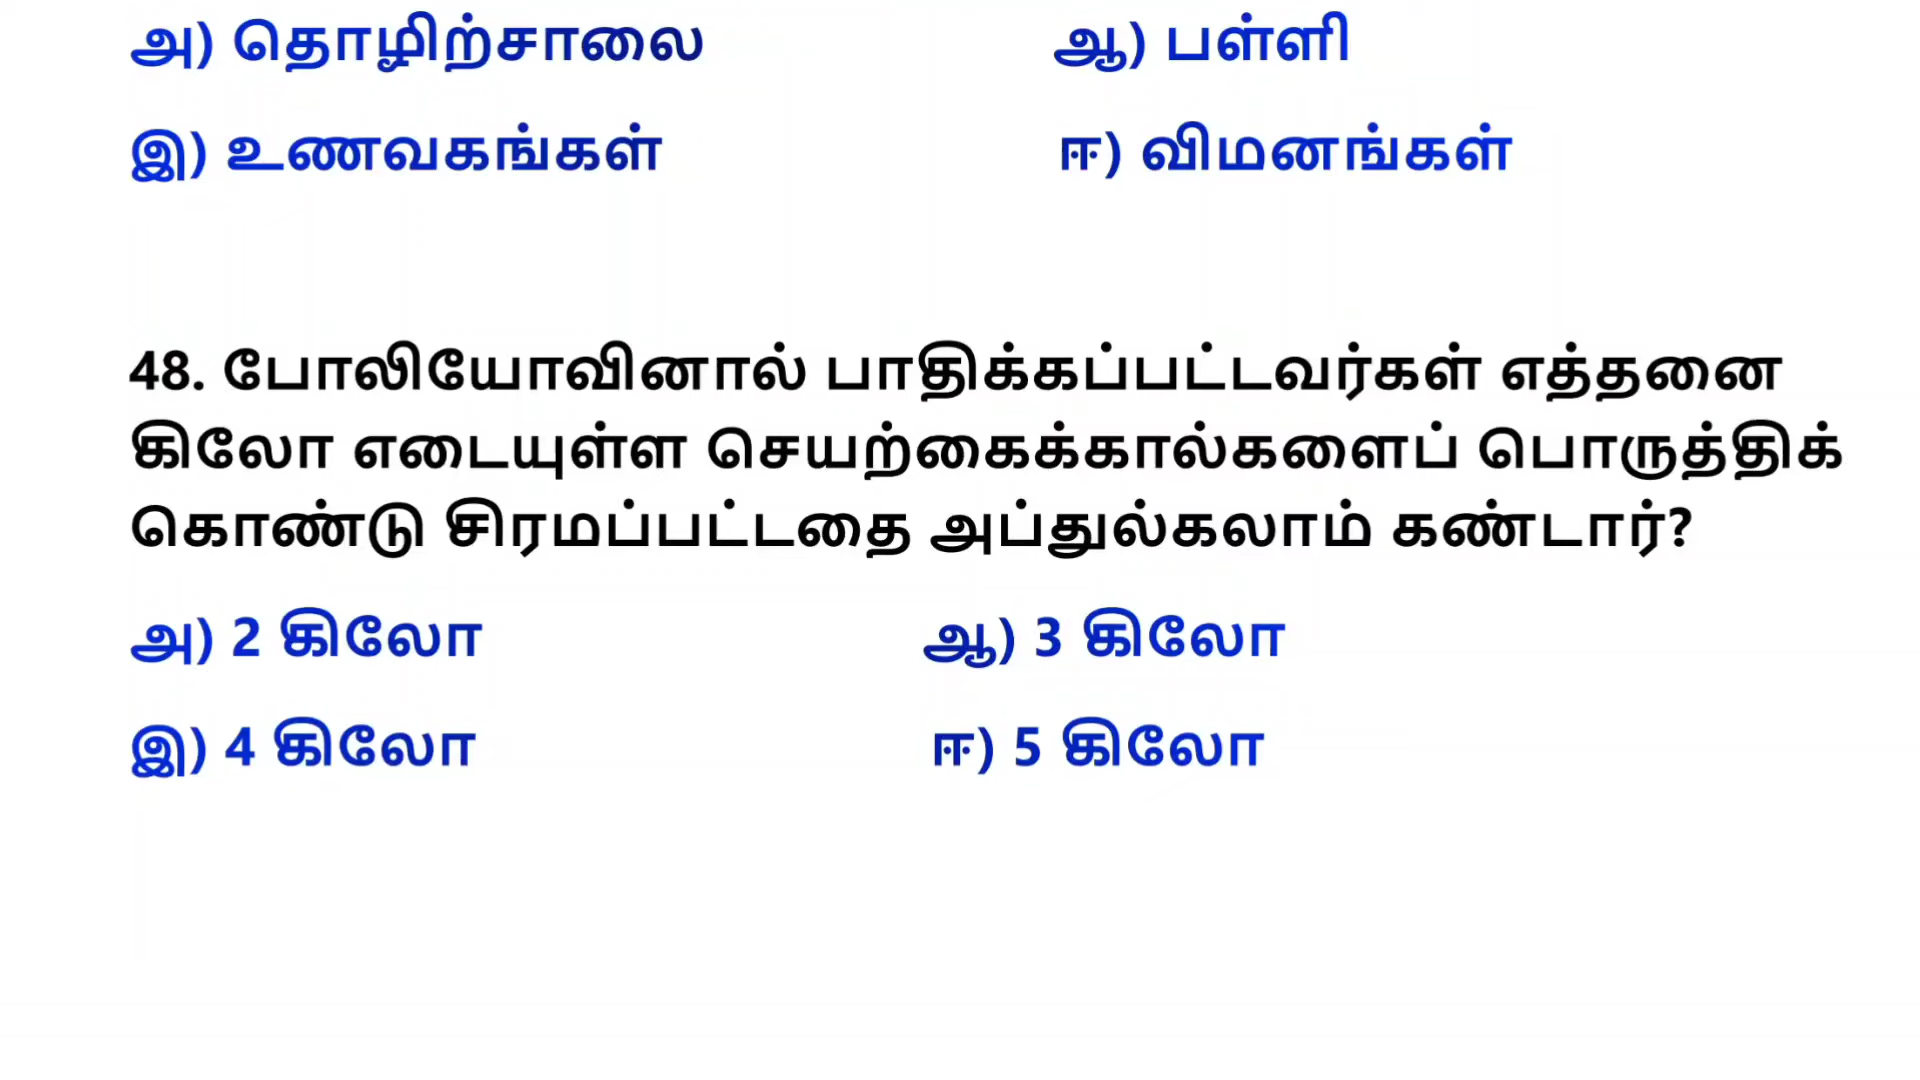 அ) தொழிற்சாலை ஆ) பள்ளி
இ) உணவகங்கள் ஈ) விமனங்கள்
48. போலியோவினால் பாதிக்கப்பட்டவர்கள் எத்தனை
கிலோ எடையுள்ள செயற்கைக்கால்களைப் பொருத்திக்
கொண்டு சிரமப்பட்டதை அப்துல்கலாம் கண்டார்?
அ) 2 கிலோ ஆ) 3 கிலோ
இ) 4 கிலோ ஈ) 5 கிலோ